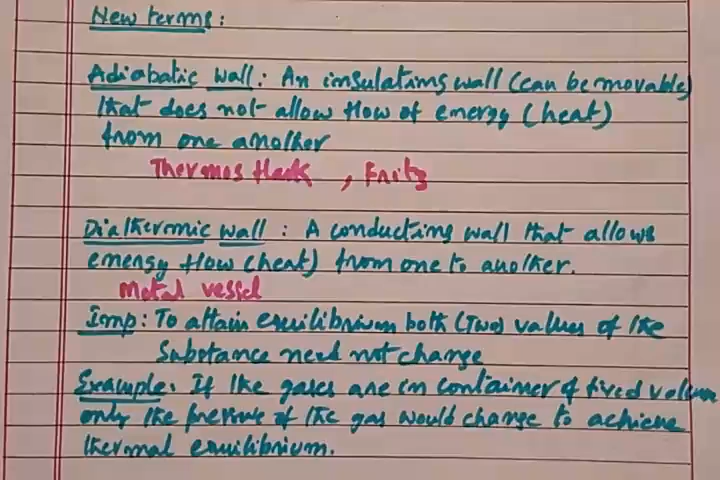 New terms:
Adiabatic wall: An insulating wall (can be movable)
that does not allow flow of energy (heat)
from one another
Thermos flask ,
Diathermic wall: A conducting wall that allows
energy flow (heat) from one to another.
Metal vessel
Imp: To attain equilibrium both (Two) values of the
Substance need not change
Example: If the gases are in container of fixed volume
only the pressure of the gas would change to achieve
thermal equilibrium.